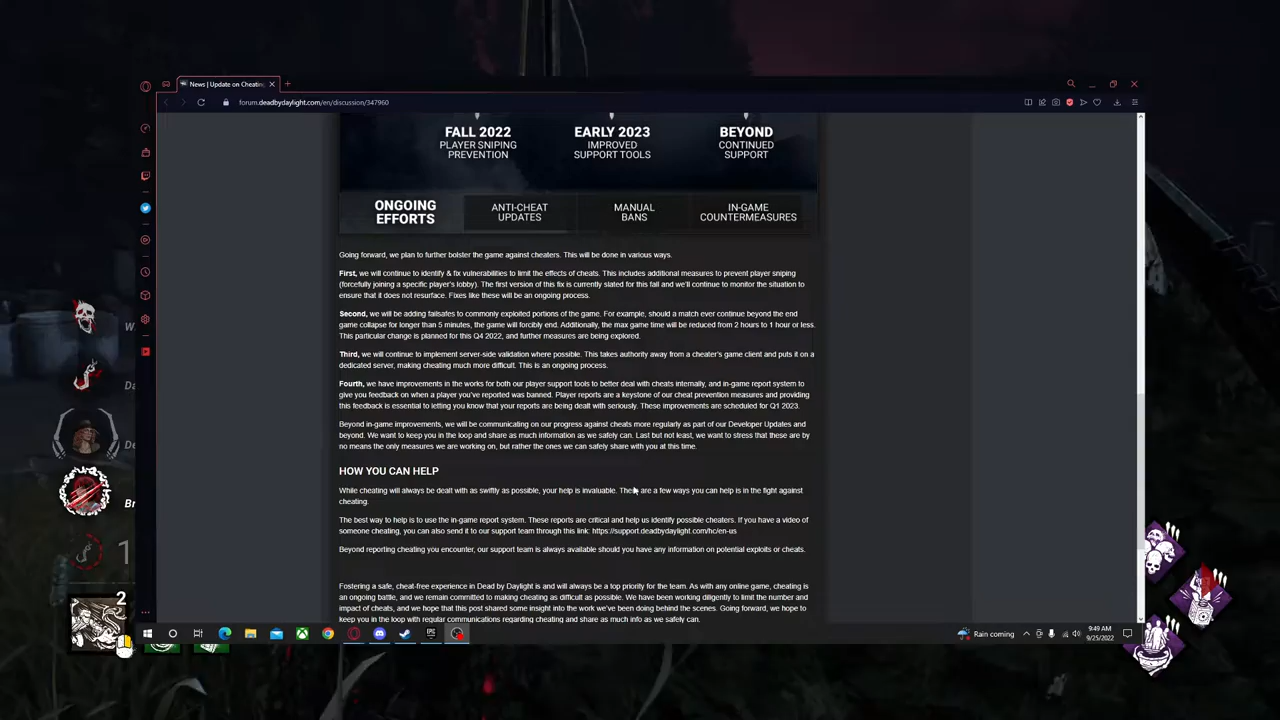 News | Update on Cheating
forum.deadbydaylight.com/en/discussion/347960
FALL 2022
PLAYER SNIPING
PREVENTION
EARLY 2023
IMPROVED
SUPPORT TOOLS
BEYOND
CONTINUED
SUPPORT
ONGOING
EFFORTS
ANTI-CHEAT
UPDATES
MANUAL
BANS
IN-GAME
COUNTERMEASURES
Going forward, we plan to further bolster the game against cheaters. This will be done in various ways.
First, we will continue to identify & fix vulnerabilities to limit the effects of cheats. This includes additional measures to prevent player sniping
(forcefully joining a specific player's lobby). The first version of this fix is currently slated for this fall and we'll continue to monitor the situation to
ensure that it does not resurface. Fixes like these will be an ongoing process.
Second, we will be adding failsafes to commonly exploited portions of the game. For example, should a match ever continue beyond the end
game collapse for longer than 5 minutes, the game will forcibly end. Additionally, the max game time will be reduced from 2 hours to 1 hour or less.
This particular change is planned for this Q4 2022, and further measures are being explored.
Third, we will continue to implement server-side validation where possible. This takes authority away from a cheater's game client and puts it on a
dedicated server, making cheating much more difficult. This is an ongoing process.
Fourth, we have improvements in the works for both our player support tools to better deal with cheats internally, and in-game report system to
give you feedback on when a player you've reported was banned. Player reports are a keystone of our cheat prevention measures and providing
this feedback is essential to letting you know that your reports are being dealt with seriously. These improvements are scheduled for Q1 2023.
Beyond in-game improvements, we will be communicating on our progress against cheats more regularly as part of our Developer Updates and
beyond. We want to keep you in the loop and share as much information as we safely can. Last but not least, we want to stress that these are by
no means the only measures we are working on, but rather the ones we can safely share with you at this time.
HOW YOU CAN HELP
While cheating will always be dealt with as swiftly as possible, your help is invaluable. There are a few ways you can help is in the fight against
cheating.
The best way to help is to use the in-game report system. These reports are critical and help us identify possible cheaters. If you have a video of
someone cheating, you can also send it to our support team through this link: https://support.deadbydaylight.com/hc/en-us
Beyond reporting cheating you encounter, our support team is always available should you have any information on potential exploits or cheats.
Fostering a safe, cheat-free experience in Dead by Daylight is and will always be a top priority for the team. As with any online game, cheating is
an ongoing battle, and we remain committed to making cheating as difficult as possible. We have been working diligently to limit the number and
impact of cheats, and we hope that this post shared some insight into the work we've been doing behind the scenes. Going forward, we hope to
keep you in the loop with regular communications regarding cheating and share as much info as we safely can.
W
Da
De
Br
1
2
EPIC
Rain coming
9:49 AM
9/25/2022